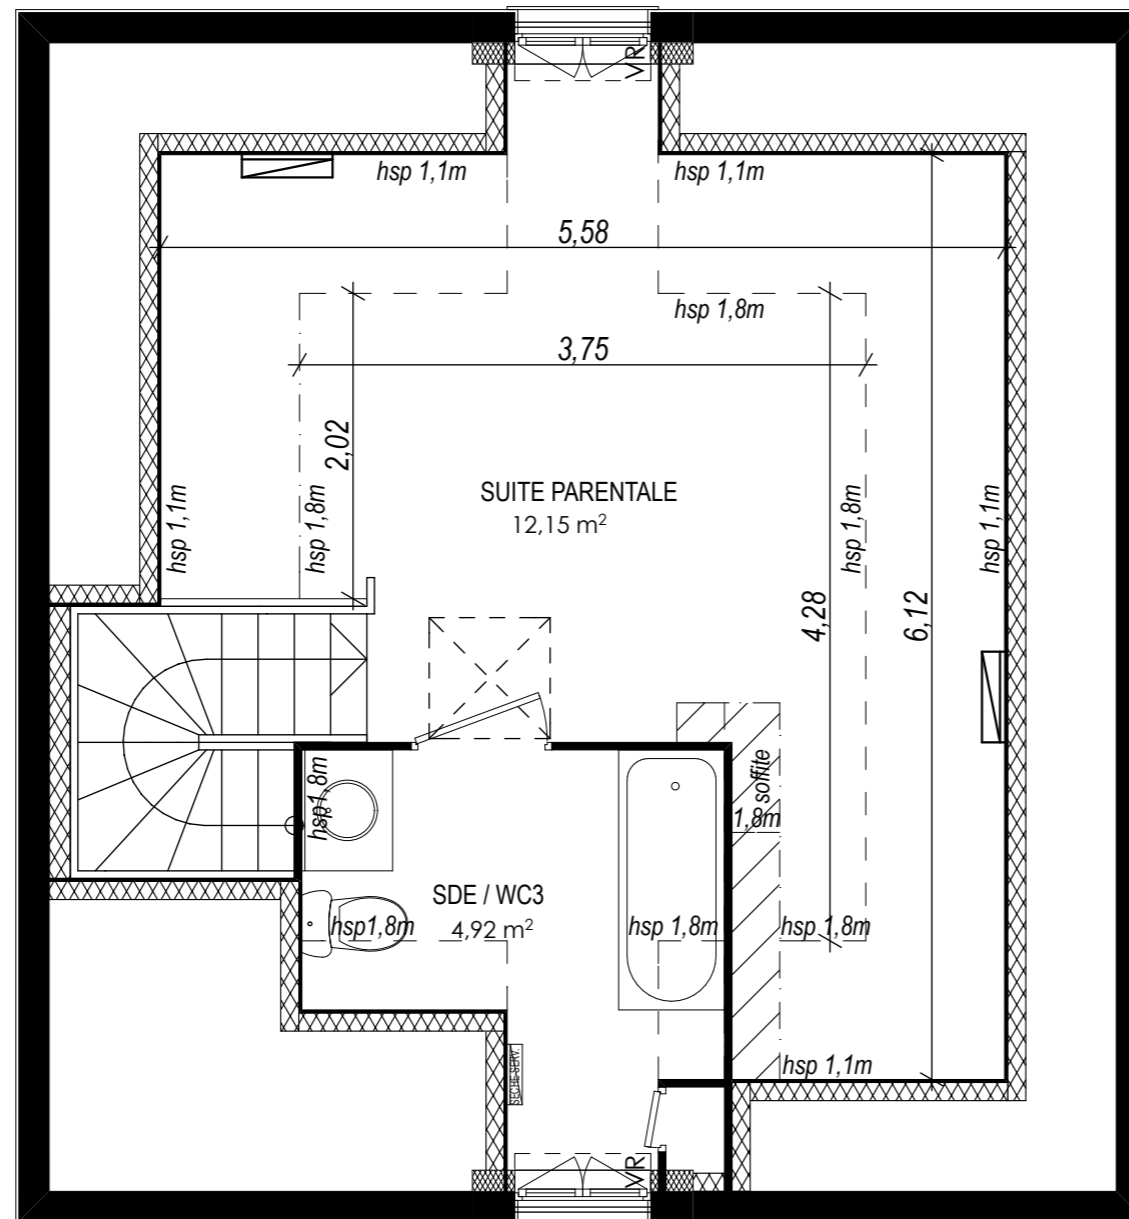 VR
hsp 1,1m
hsp 1,1m
5,58
hsp 1,8m
3,75
2,02
hsp 1,1m
hsp 1,8m
SUITE PARENTALE
12,15 m²
hsp 1,8m
hsp 1,1m
4,28
6,12
hsp1,8m
soffite
1,8m
SDE / WC3
4,92 m²
hsp1,8m
hsp 1,8m
hsp 1,8m
SECHE SERV.
hsp 1,1m
VR